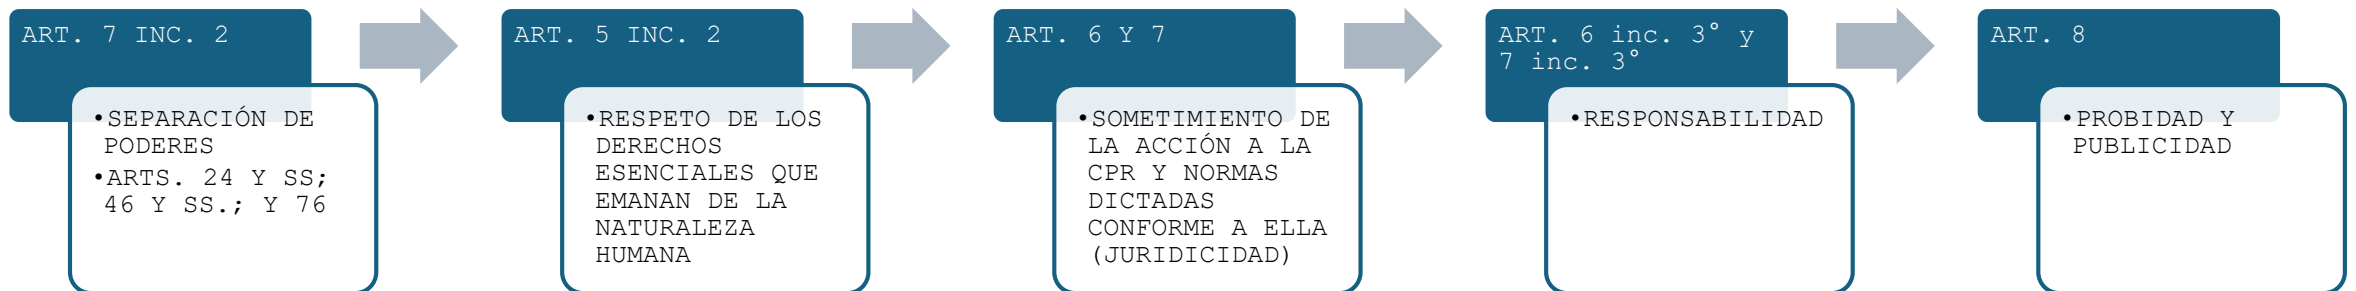 ART. 7 INC. 2
•SEPARACIÓN DE
PODERES
•ARTS. 24 Y SS;
46 Y SS.; Y 76
ART. 5 INC. 2
•RESPETO DE LOS
DERECHOS
ESENCIALES QUE
EMANAN DE LA
NATURALEZA
HUMANA
ART. 6 Y 7
•SOMETIMIENTO DE
LA ACCIÓN A LA
CPR Y NORMAS
DICTADAS
CONFORME A ELLA
(JURIDICIDAD)
ART. 6 inc. 3° y
7 inc. 3°
•RESPONSABILIDAD
ART. 8
•PROBIDAD Y
PUBLICIDAD